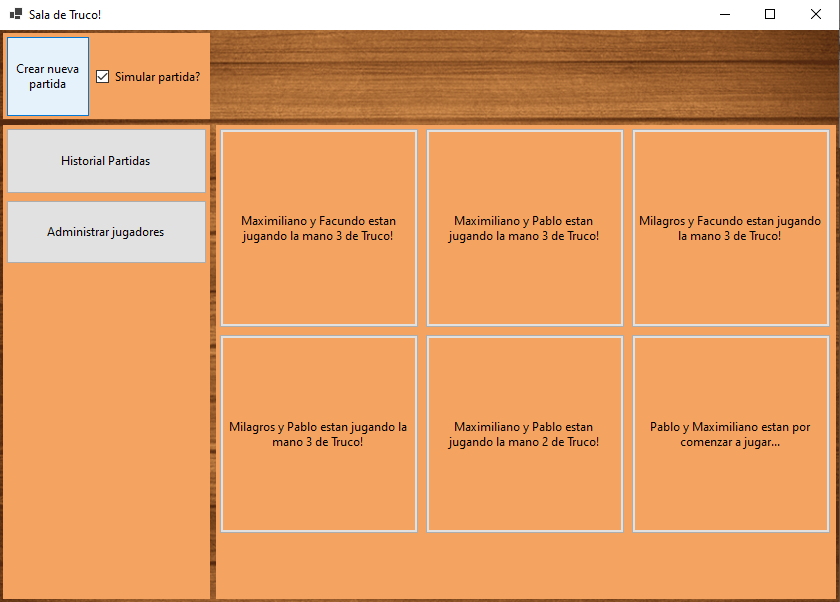 Sala de Truco!
Crear nueva
partida
Simular partida?
Historial Partidas
Administrar jugadores
Maximiliano y Facundo estan
jugando la mano 3 de Truco!
Maximiliano y Pablo estan
jugando la mano 3 de Truco!
Milagros y Facundo estan jugando
la mano 3 de Truco!
Milagros y Pablo estan jugando la
mano 3 de Truco!
Maximiliano y Pablo estan
jugando la mano 2 de Truco!
Pablo y Maximiliano estan por
comenzar a jugar...